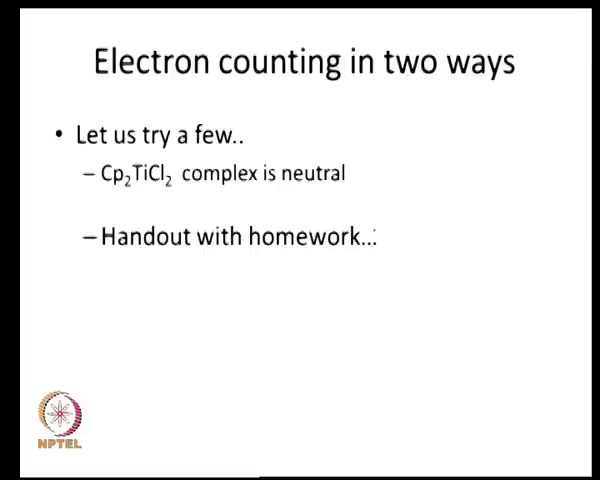 Electron counting in two ways
• Let us try a few..
– Cp₂TiCl₂ complex is neutral
– Handout with homework...
NPTEL